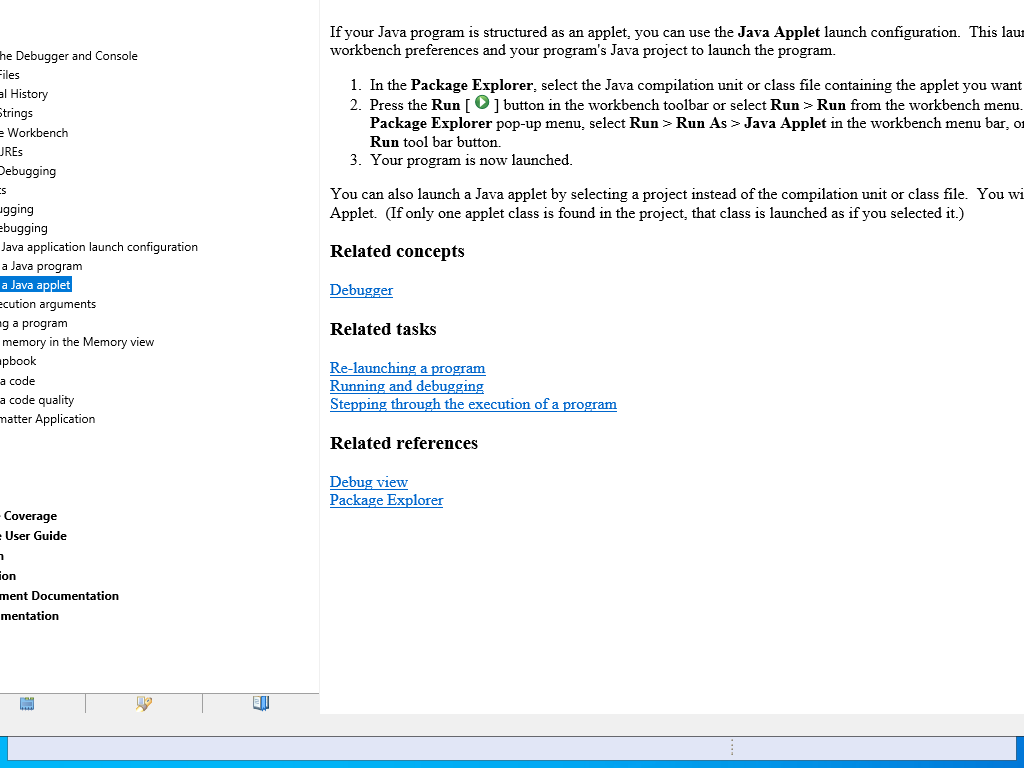 he Debugger and Console
Files
al History
Strings
e Workbench
JREs
Debugging
ts
ugging
ebugging
Java application launch configuration
a Java program
a Java applet
ecution arguments
ng a program
memory in the Memory view
apbook
a code
a code quality
matter Application
Coverage
e User Guide
n
ion
ment Documentation
mentation
If your Java program is structured as an applet, you can use the Java Applet launch configuration. This lau
workbench preferences and your program's Java project to launch the program.
1. In the Package Explorer, select the Java compilation unit or class file containing the applet you want
2. Press the Run [ ] button in the workbench toolbar or select Run > Run from the workbench menu.
Package Explorer pop-up menu, select Run > Run As > Java Applet in the workbench menu bar, or
Run tool bar button.
3. Your program is now launched.
You can also launch a Java applet by selecting a project instead of the compilation unit or class file. You wi
Applet. (If only one applet class is found in the project, that class is launched as if you selected it.)
Related concepts
Debugger
Related tasks
Re-launching a program
Running and debugging
Stepping through the execution of a program
Related references
Debug view
Package Explorer